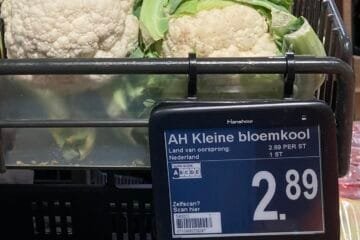 Hanshow
AH Kleine bloemkool
Land van oorsprong:
Nederland
2.89 PER ST
1 ST
ABCDE
2.89
Zelfscan?
Scan hier